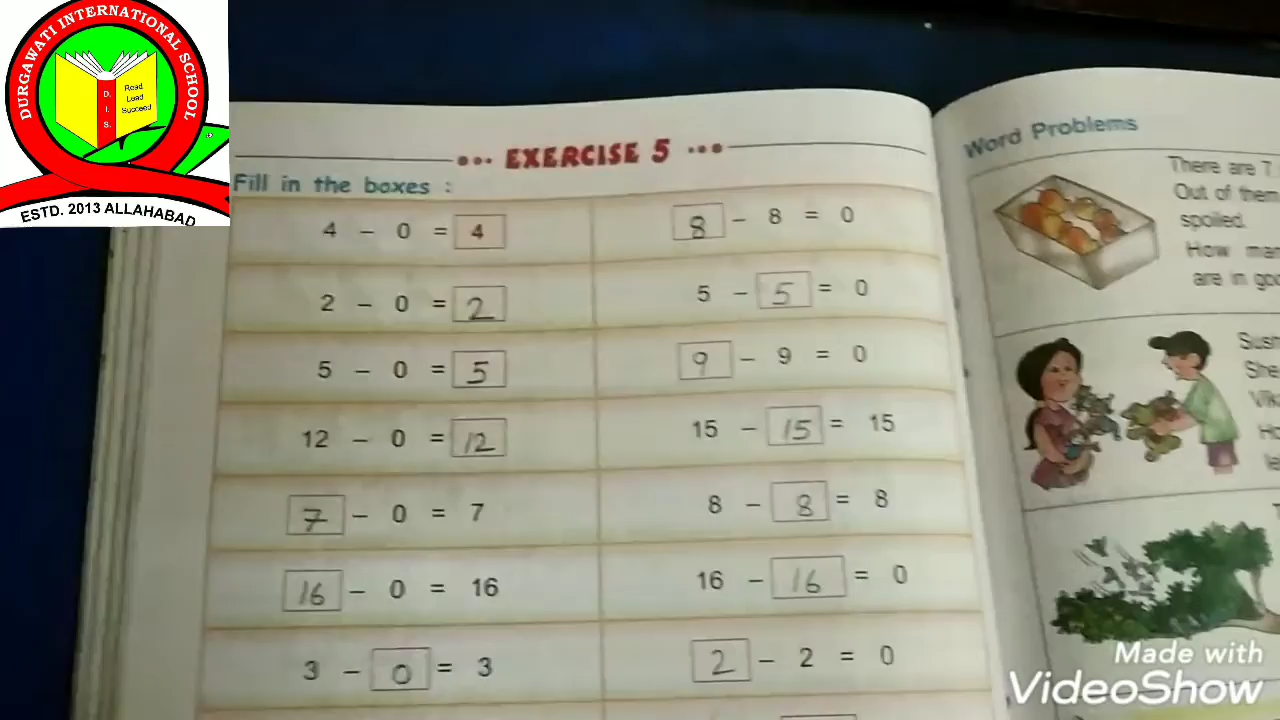 DURGAWATI INTERNATIONAL SCHOOL
D.
I.
S.
Read
Lead
Succeed
ESTD. 2013 ALLAHABAD
EXERCISE 5
Fill in the boxes :
4 - 0 = 4
8 - 8 = 0
2 - 0 = 2
5 - 5 = 0
5 - 0 = 5
9 - 9 = 0
12 - 0 = 12
15 - 15 = 15
7 - 0 = 7
8 - 8 = 8
16 - 0 = 16
16 - 16 = 0
3 - 0 = 3
2 - 2 = 0
Word Problems
There are 7
Out of them
spoiled.
How
are in
She
Made with
VideoShow